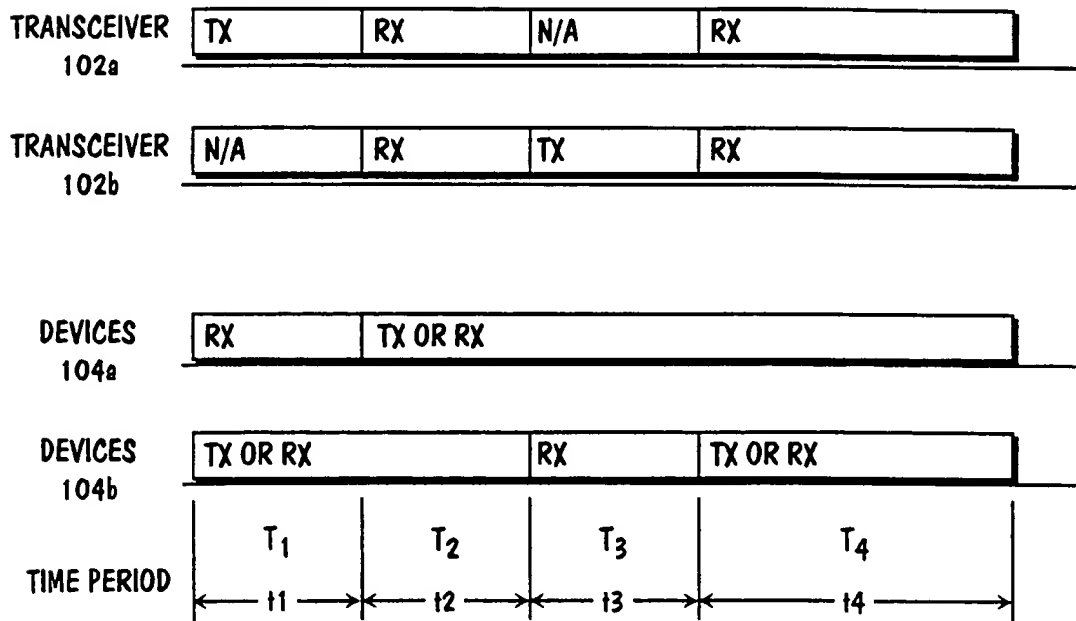 TRANSCEIVER 102a
TX RX N/A RX
TRANSCEIVER 102b
N/A RX TX RX
DEVICES 104a
RX TX OR RX
DEVICES 104b
TX OR RX RX TX OR RX
T1 T2 T3 T4
TIME PERIOD
t1 t2 t3 t4